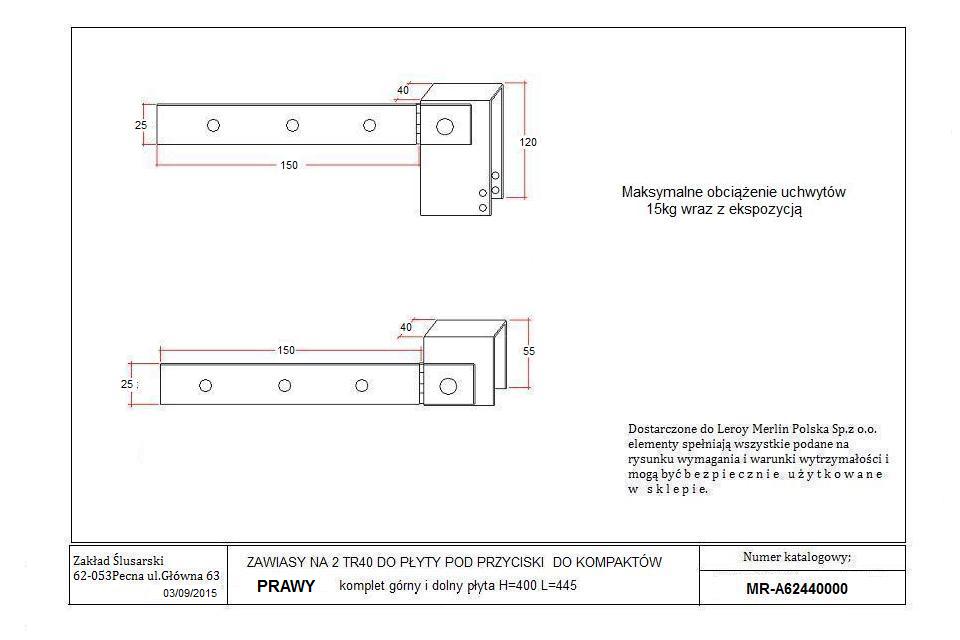 40
25
120
150
Maksymalne obciążenie uchwytów
15kg wraz z ekspozycją
40
150
55
25
Dostarczone do Leroy Merlin Polska Sp.z o.o.
elementy spełniają wszystkie podane na
rysunku wymagania i warunki wytrzymałości i
mogą być b e z p i e c z n i e u ż y t k o w a n e
w s k l e p i e.
Zakład Ślusarski
62-053Pecna ul.Główna 63
03/09/2015
ZAWIASY NA 2 TR40 DO PŁYTY POD PRZYCISKI DO KOMPAKTÓW
PRAWY komplet górny i dolny płyta H=400 L=445
Numer katalogowy;
MR-A62440000